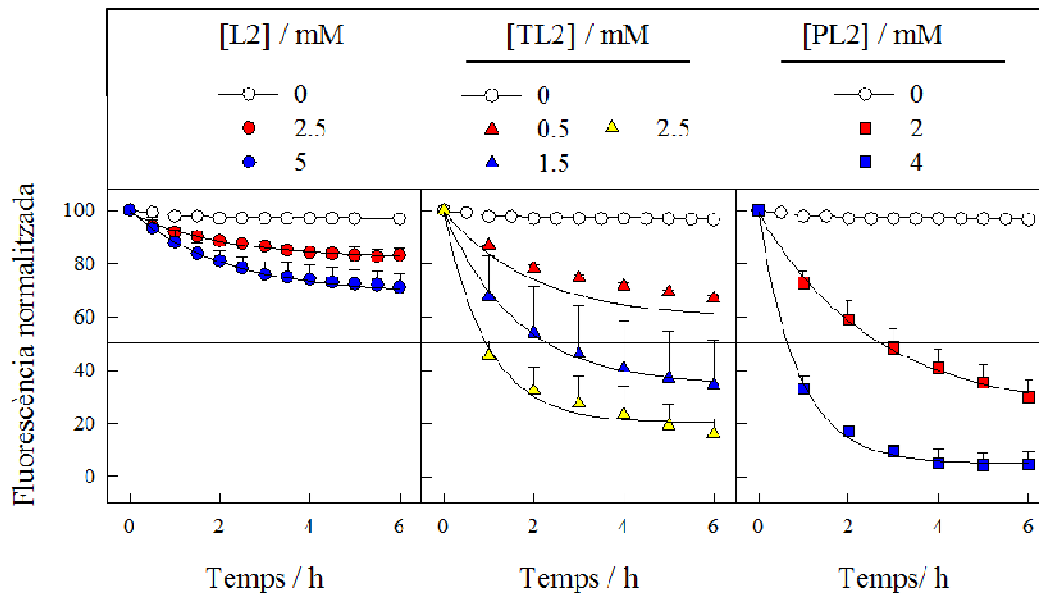 [L2] / mM [TL2] / mM [PL2] / mM
0 0 0
2.5 0.5 2.5 2
5 1.5 4
Fluorescència normalitzada
100
80
60
40
20
0
0 2 4 6 0 2 4 6 0 2 4 6
Temps / h Temps / h Temps/ h